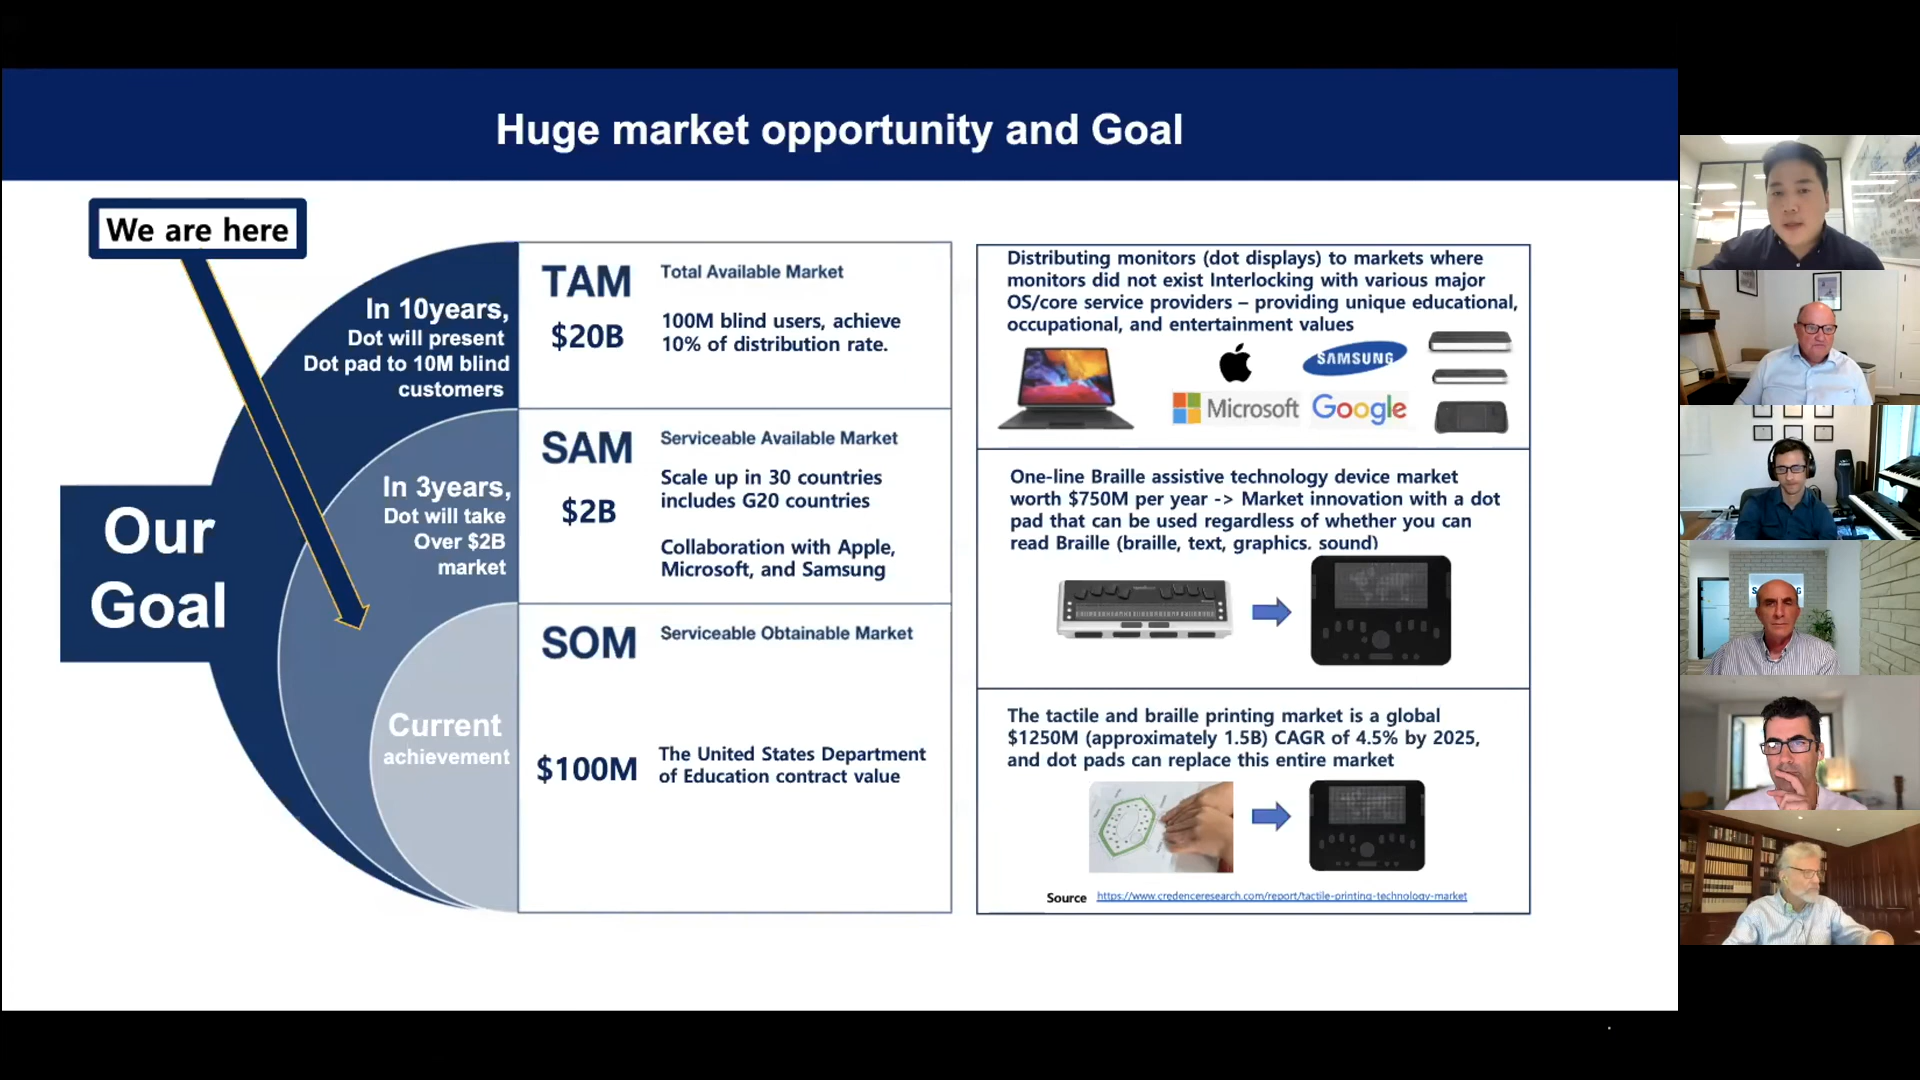 Huge market opportunity and Goal
We are here
Our
Goal
In 10years,
Dot will present
Dot pad to 10M blind
customers
In 3years,
Dot will take
Over $2B
market
Current
achievement
TAM
Total Available Market
$20B
100M blind users, achieve
10% of distribution rate.
SAM
Serviceable Available Market
$2B
Scale up in 30 countries
includes G20 countries
Collaboration with Apple,
Microsoft, and Samsung
SOM
Serviceable Obtainable Market
$100M
The United States Department
of Education contract value
Distributing monitors (dot displays) to markets where
monitors did not exist Interlocking with various major
OS/core service providers – providing unique educational,
occupational, and entertainment values
SAMSUNG
Microsoft
Google
One-line Braille assistive technology device market
worth $750M per year -> Market innovation with a dot
pad that can be used regardless of whether you can
read Braille (braille, text, graphics, sound)
The tactile and braille printing market is a global
$1250M (approximately 1.5B) CAGR of 4.5% by 2025,
and dot pads can replace this entire market
Source https://www.credenceresearch.com/report/tactile-printing-technology-market